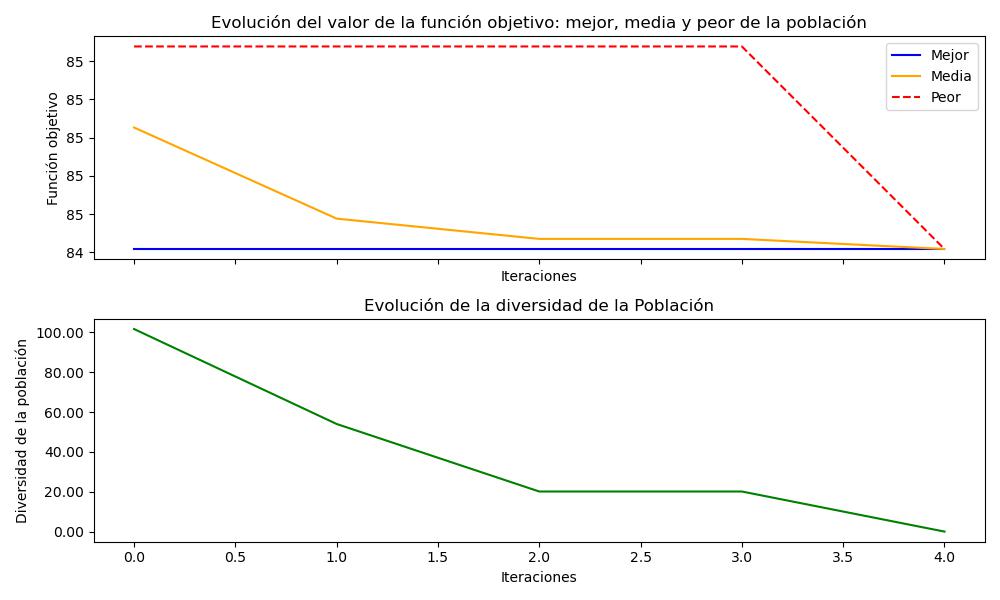 Evolución del valor de la función objetivo: mejor, media y peor de la población
Función objetivo
85
85
85
85
85
84
Mejor
Media
Peor
Iteraciones
Evolución de la diversidad de la Población
Diversidad de la población
100.00
80.00
60.00
40.00
20.00
0.00
0.0 0.5 1.0 1.5 2.0 2.5 3.0 3.5 4.0
Iteraciones